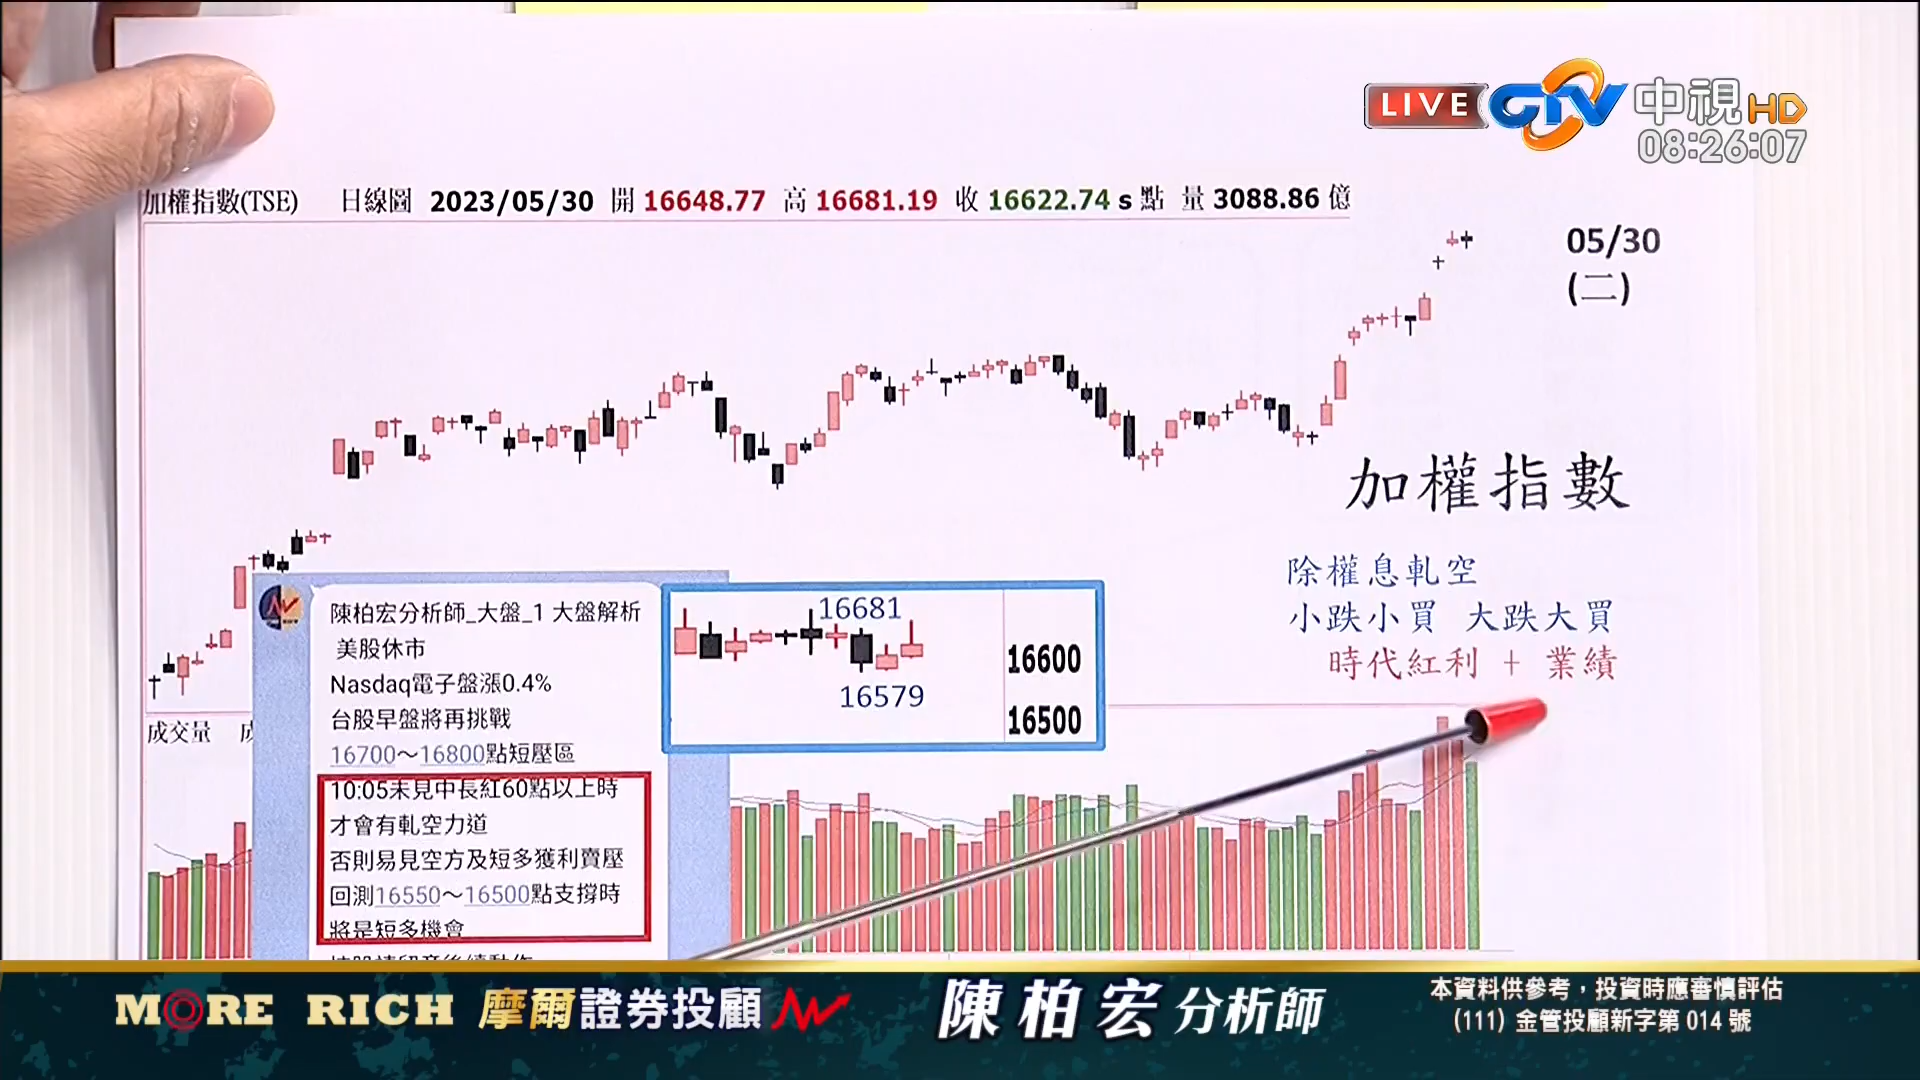 LIVE CTV 中視HD
08:26:07
加權指數(TSE) 日線圖 2023/05/30 開 16648.77 高 16681.19 收 16622.74 s 點 量 3088.86 億
05/30
(二)
加權指數
除權息軋空
小跌小買 大跌大買
時代紅利 + 業績
陳柏宏分析師_大盤_1 大盤解析
美股休市
Nasdaq電子盤漲0.4%
台股早盤將再挑戰
16700～16800點短壓區
10:05未見中長紅60點以上時
才會有軋空力道
否則易見空方及短多獲利賣壓
回測16550～16500點支撐時
將是短多機會
16681
16579
16600
16500
成交量
MORE RICH 摩爾證券投顧
陳柏宏 分析師
本資料供參考，投資時應審慎評估
(111) 金管投顧新字第 014 號